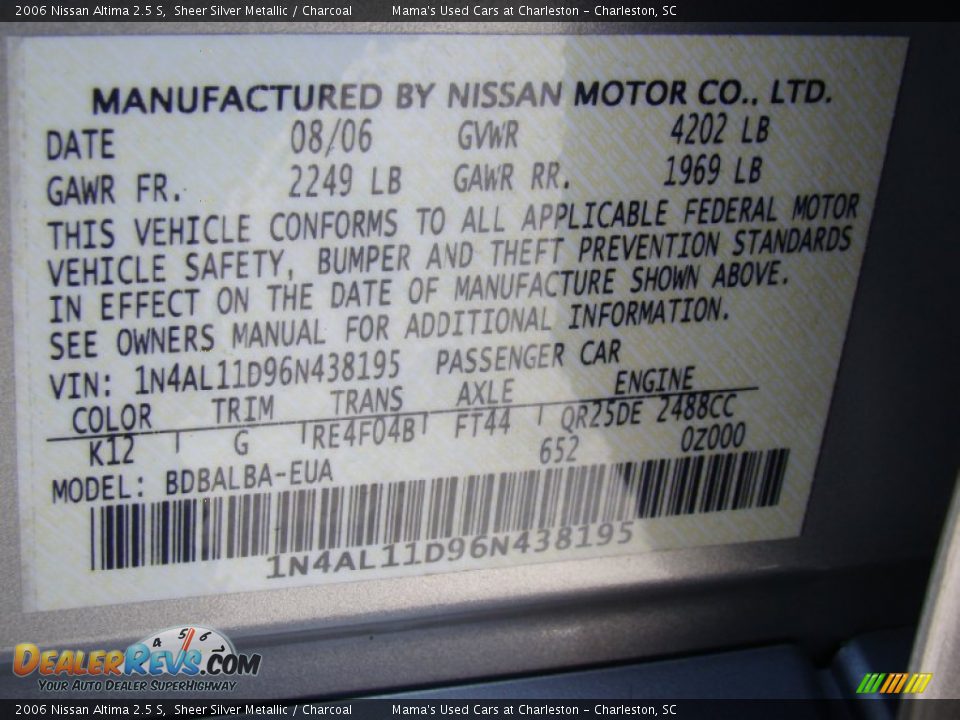 2006 Nissan Altima 2.5 S, Sheer Silver Metallic / Charcoal Mama's Used Cars at Charleston - Charleston, SC
MANUFACTURED BY NISSAN MOTOR CO., LTD.
DATE 08/06 GVWR 4202 LB
GAWR FR. 2249 LB GAWR RR. 1969 LB
THIS VEHICLE CONFORMS TO ALL APPLICABLE FEDERAL MOTOR
VEHICLE SAFETY, BUMPER AND THEFT PREVENTION STANDARDS
IN EFFECT ON THE DATE OF MANUFACTURE SHOWN ABOVE.
SEE OWNERS MANUAL FOR ADDITIONAL INFORMATION.
VIN: 1N4AL11D96N438195 PASSENGER CAR
COLOR TRIM TRANS AXLE ENGINE
K12 G RE4F04B FT44 QR25DE 2488CC
652 0Z000
MODEL: BDBALBA-EUA
1N4AL11D96N438195
DEALERREVS.COM
YOUR AUTO DEALER SUPERHIGHWAY
2006 Nissan Altima 2.5 S, Sheer Silver Metallic / Charcoal Mama's Used Cars at Charleston - Charleston, SC